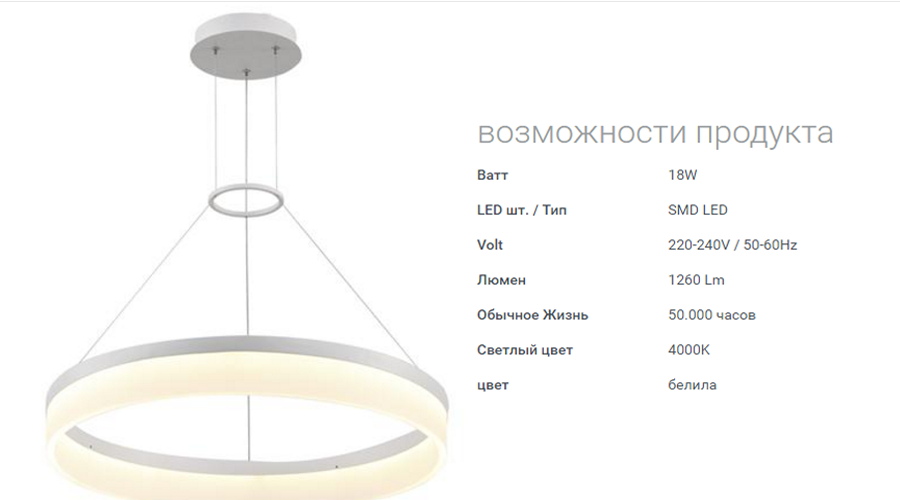 возможности продукта
Ватт 18W
LED шт. / Тип SMD LED
Volt 220-240V / 50-60Hz
Люмен 1260 Lm
Обычное Жизнь 50.000 часов
Светлый цвет 4000K
цвет белила